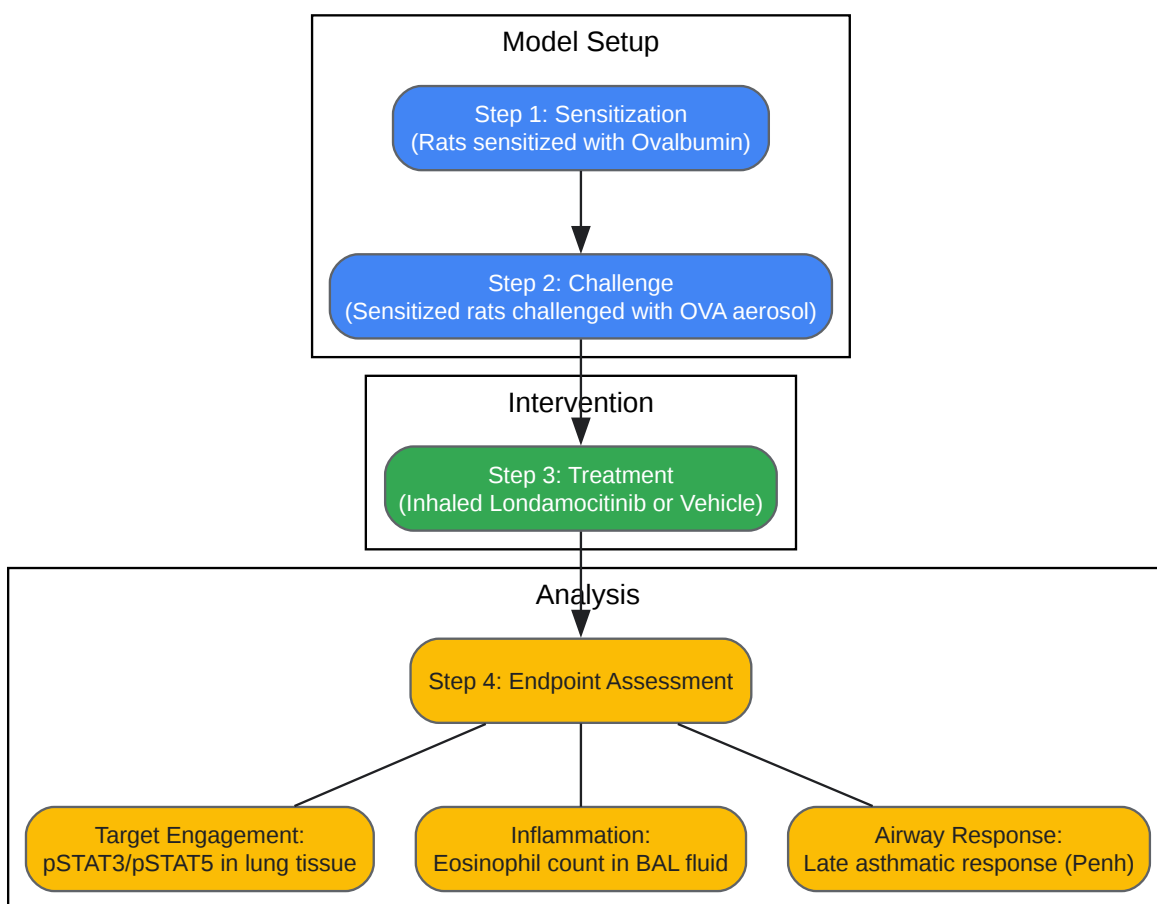 Model Setup
Step 1: Sensitization
(Rats sensitized with Ovalbumin)
Step 2: Challenge
(Sensitized rats challenged with OVA aerosol)
Intervention
Step 3: Treatment
(Inhaled Londamocitinib or Vehicle)
Analysis
Step 4: Endpoint Assessment
Target Engagement:
pSTAT3/pSTAT5 in lung tissue
Inflammation:
Eosinophil count in BAL fluid
Airway Response:
Late asthmatic response (Penh)